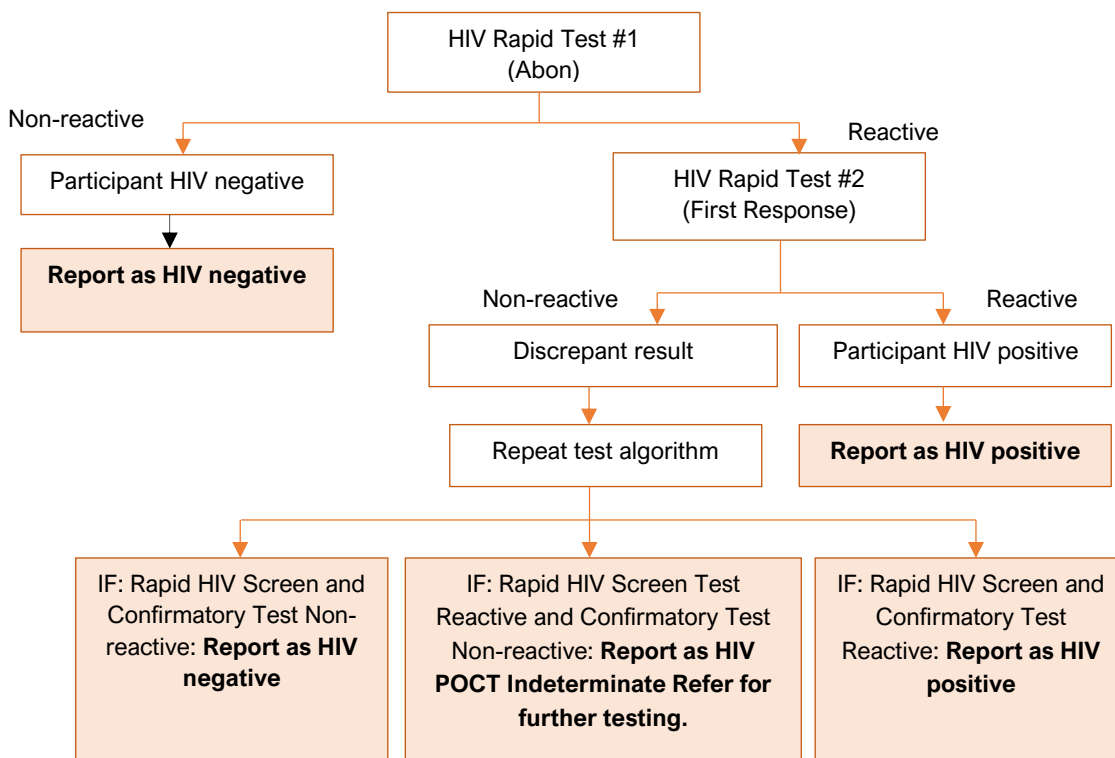 HIV Rapid Test #1
(Abon)
Non-reactive
Reactive
Participant HIV negative
HIV Rapid Test #2
(First Response)
Report as HIV negative
Non-reactive
Reactive
Discrepant result
Participant HIV positive
Repeat test algorithm
Report as HIV positive
IF: Rapid HIV Screen and
Confirmatory Test Non-
reactive: Report as HIV
negative
IF: Rapid HIV Screen Test
Reactive and Confirmatory Test
Non-reactive: Report as HIV
POCT Indeterminate Refer for
further testing.
IF: Rapid HIV Screen and
Confirmatory Test
Reactive: Report as HIV
positive